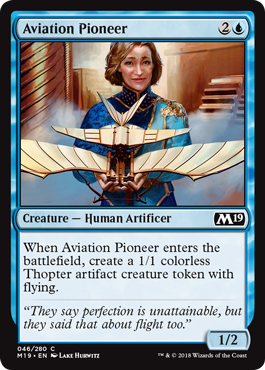 Aviation Pioneer 2
Creature — Human Artificer M19
When Aviation Pioneer enters the
battlefield, create a 1/1 colorless
Thopter artifact creature token with
flying.
“They say perfection is unattainable, but
they said that about flight too.”
1/2
046/280 C
M19 • EN Lake Hurwitz ™ & © 2018 Wizards of the Coast